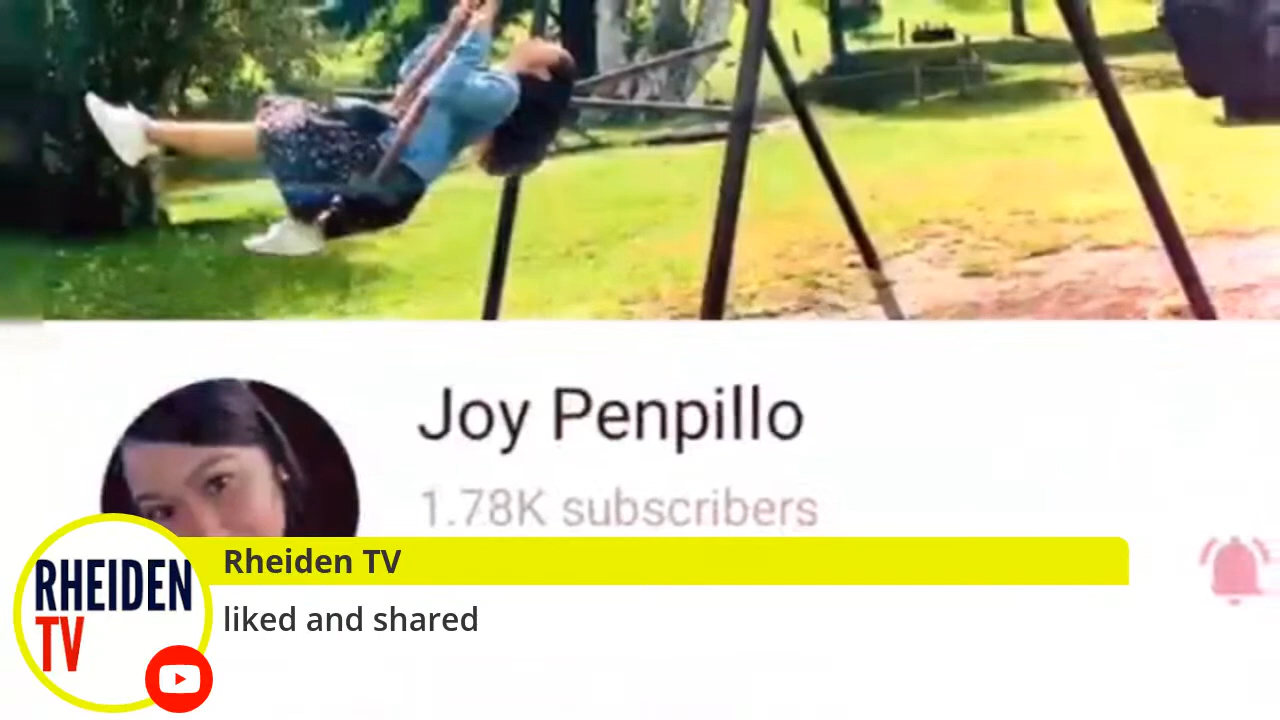 Joy Penpillo
1.78K subscribers
Rheiden TV
liked and shared
RHEIDEN
TV